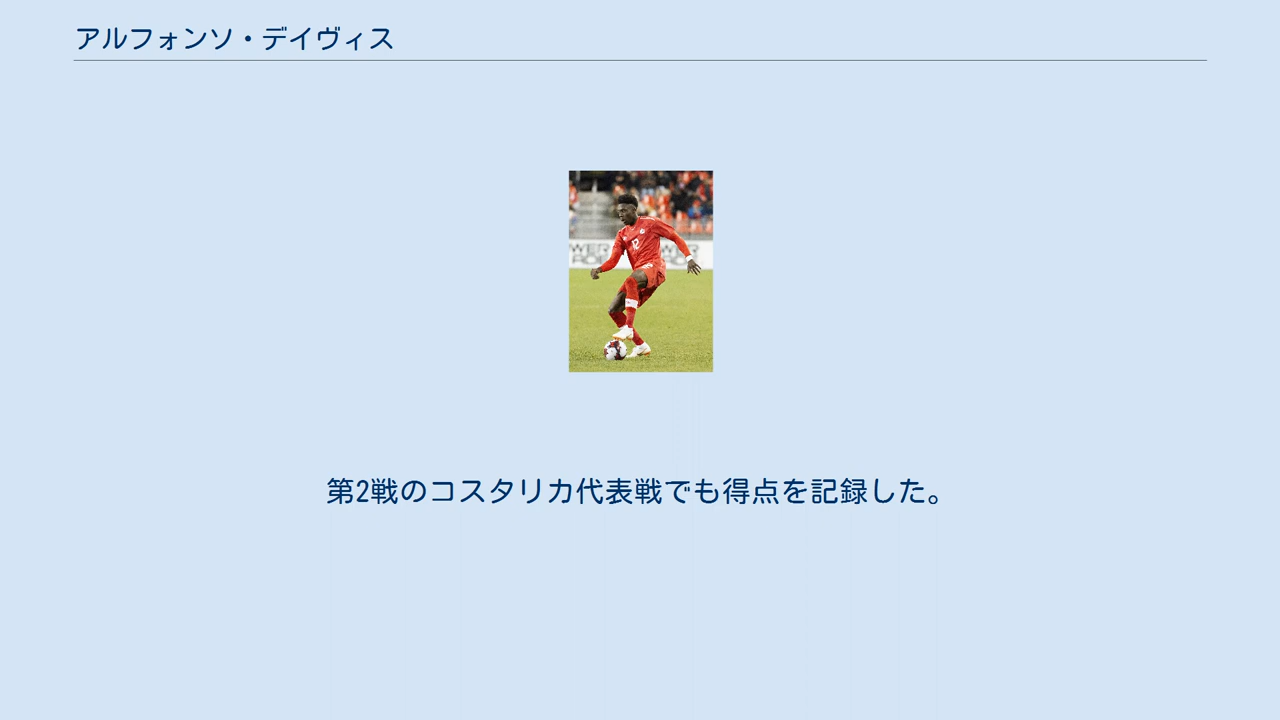 アルフォンソ・デイヴィス
12
第2戦のコスタリカ代表戦でも得点を記録した。